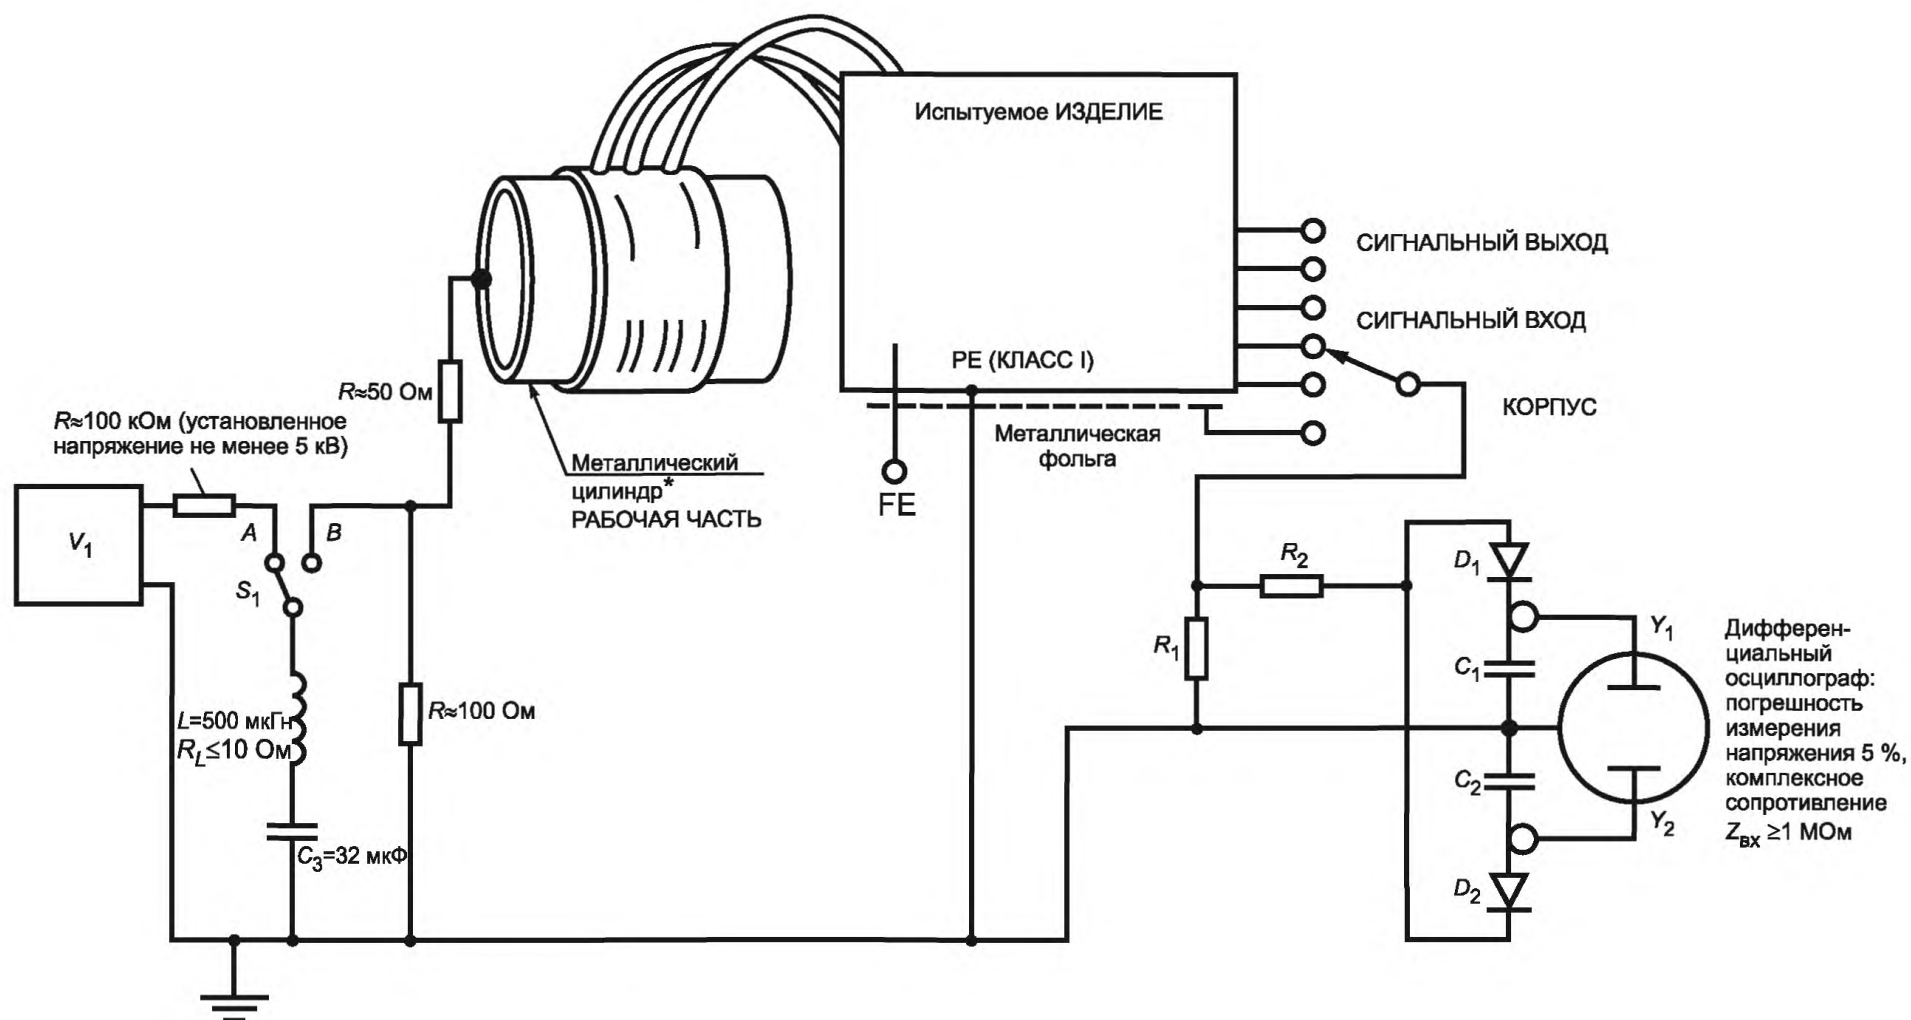 Испытуемое ИЗДЕЛИЕ
СИГНАЛЬНЫЙ ВЫХОД
СИГНАЛЬНЫЙ ВХОД
PE (КЛАСС I)
КОРПУС
Металлическая
фольга
FE
R≈50 Ом
R≈100 кОм (установленное
напряжение не менее 5 кВ)
Металлический
цилиндр*
РАБОЧАЯ ЧАСТЬ
V1
A
B
S1
L=500 мкГн
RL≤10 Ом
R≈100 Ом
C3=32 мкФ
R2
R1
D1
C1
C2
D2
Y1
Y2
Дифферен-
циальный
осциллограф:
погрешность
измерения
напряжения 5 %,
комплексное
сопротивление
Zвх ≥1 МОм